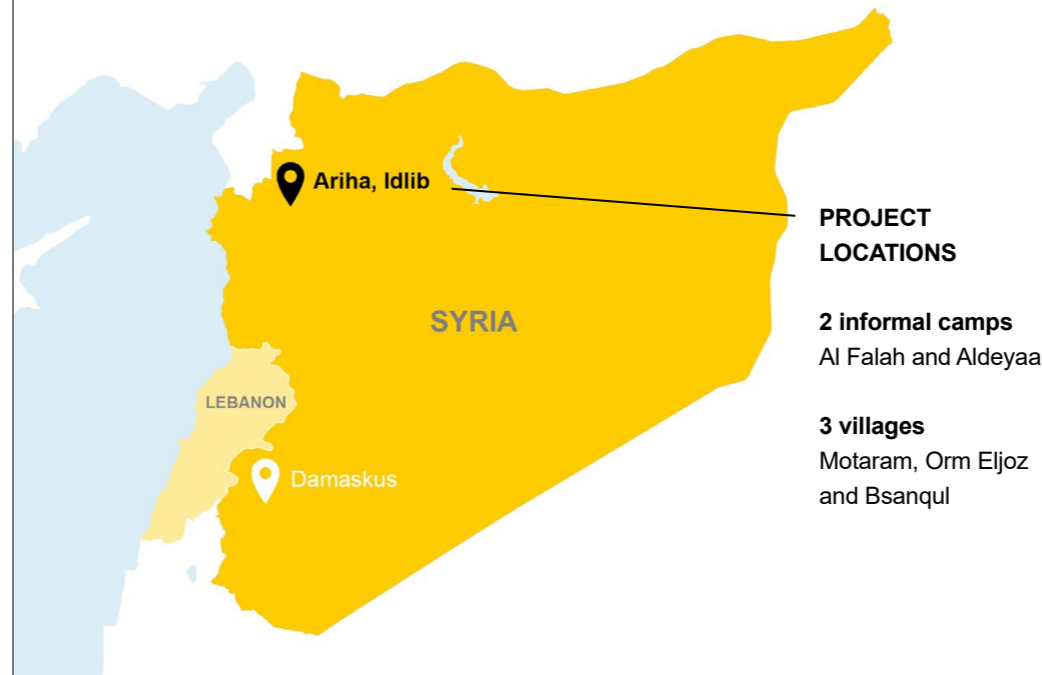 Ariha, Idlib
PROJECT
LOCATIONS
2 informal camps
Al Falah and Aldeyaa
SYRIA
LEBANON
3 villages
Motaram, Orm Eljoz
and Bsanqul
Damaskus